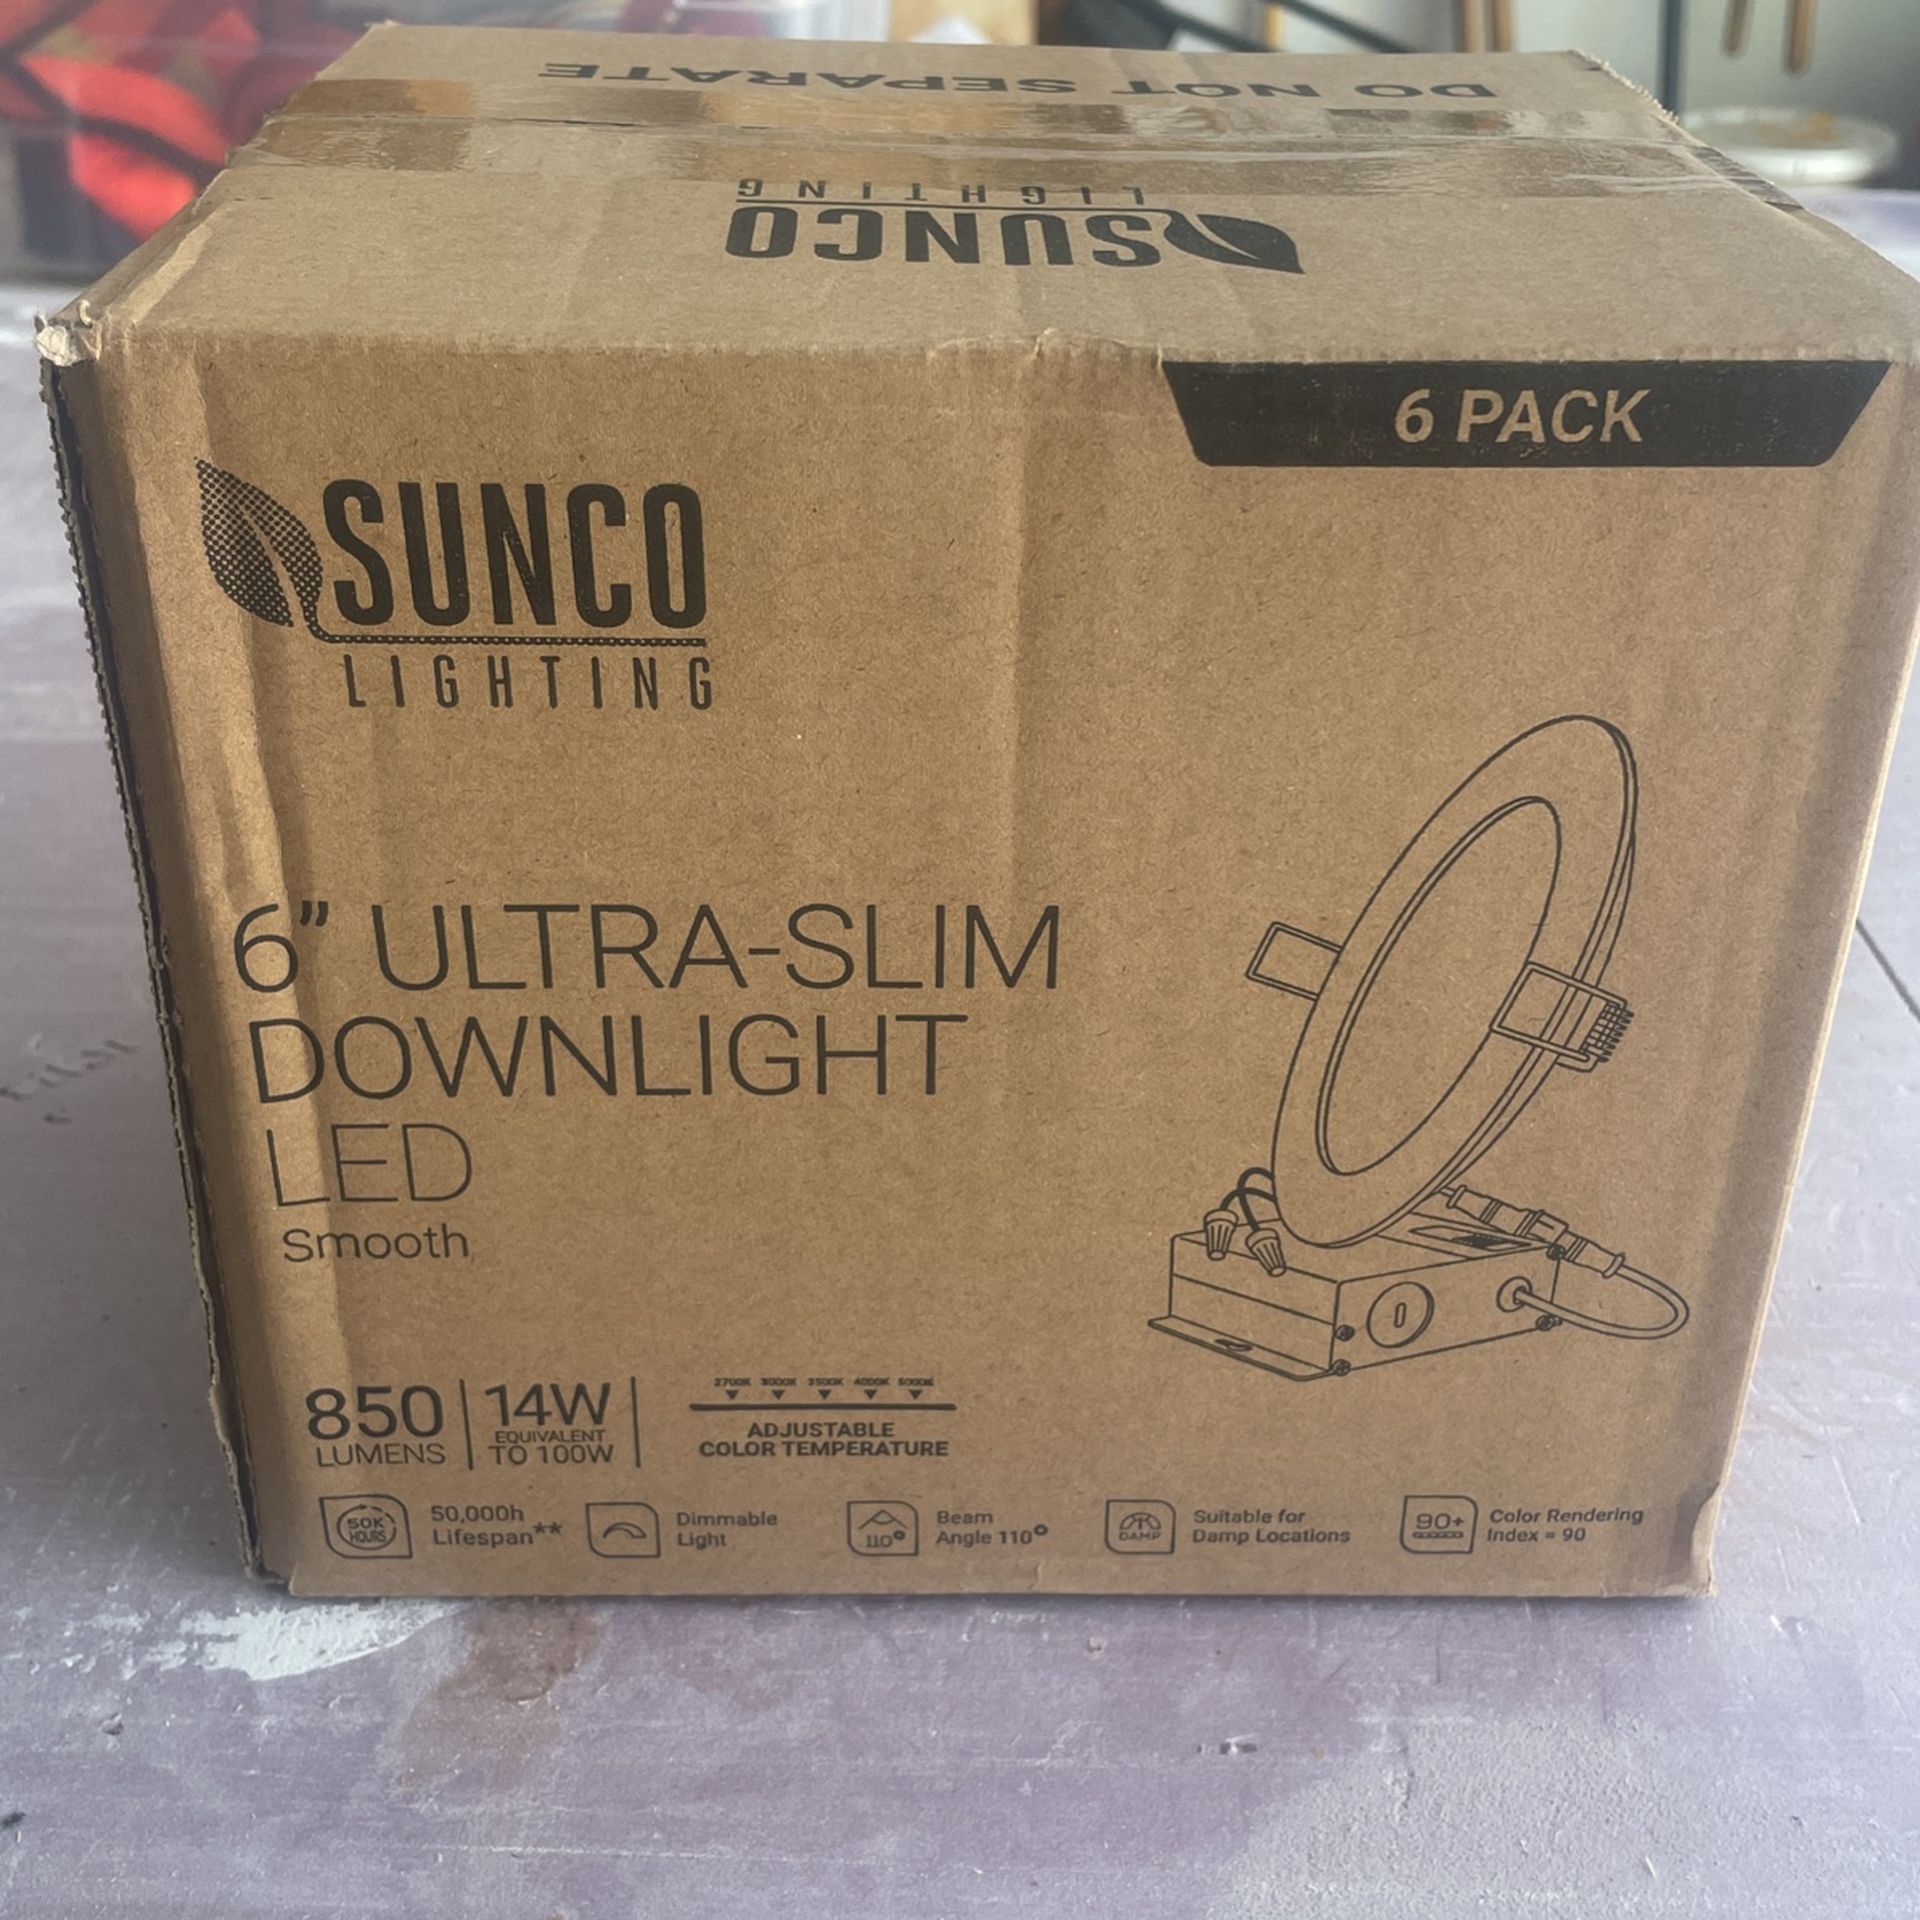 DO NOT SEPARATE
SUNCO
LIGHTING
6 PACK
SUNCO
LIGHTING
6” ULTRA-SLIM
DOWNLIGHT
LED
Smooth
850
LUMENS
14W
EQUIVALENT
TO 100W
2700K 3000K 3500K 4000K 5000K
ADJUSTABLE
COLOR TEMPERATURE
50K
HOURS
50,000h
Lifespan**
Dimmable
Light
110°
Beam
Angle 110°
DAMP
Suitable for
Damp Locations
90+
Color Rendering
Index = 90